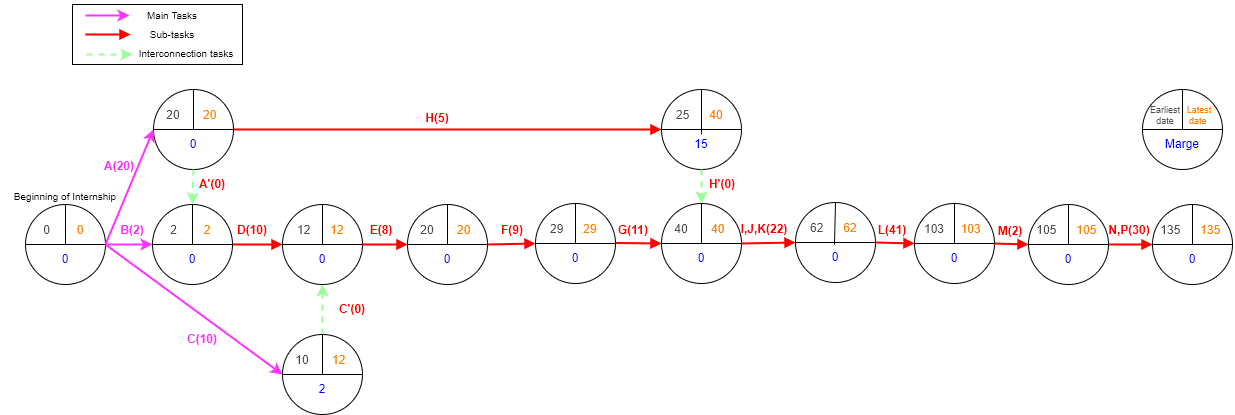 Main Tasks
Sub-tasks
Interconnection tasks
20 20
0
H(5)
25 40
15
Earliest date
Latest date
Marge
A(20)
A'(0)
H'(0)
Beginning of Internship
0 0
0
B(2)
2 2
0
D(10)
12 12
0
E(8)
20 20
0
F(9)
29 29
0
G(11)
40 40
0
I,J,K(22)
62 62
0
L(41)
103 103
0
M(2)
105 105
0
N,P(30)
135 135
0
C(10)
C'(0)
10 12
2